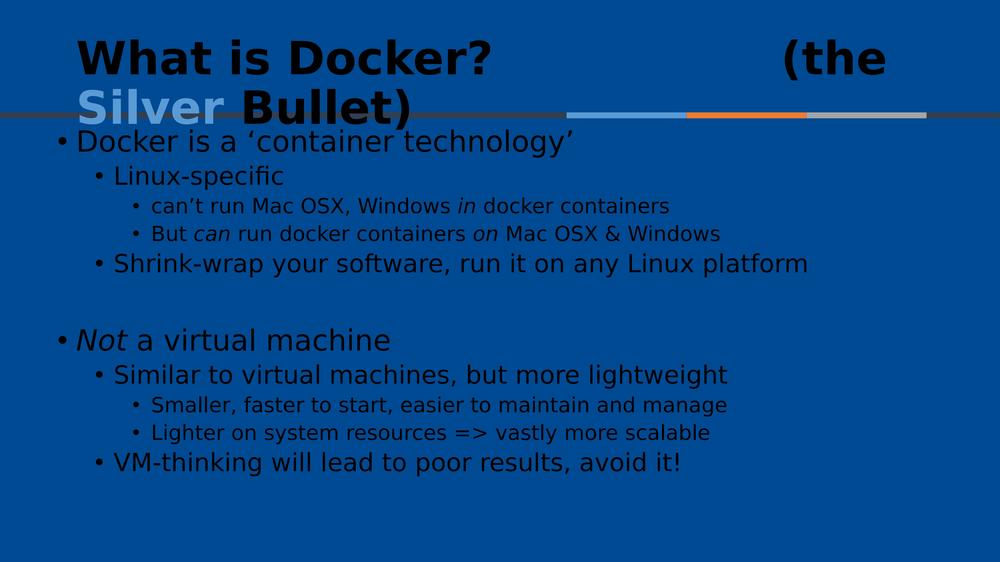 What is Docker? (the
Silver Bullet)
• Docker is a ‘container technology’
• Linux-specific
• can’t run Mac OSX, Windows in docker containers
• But can run docker containers on Mac OSX & Windows
• Shrink-wrap your software, run it on any Linux platform
• Not a virtual machine
• Similar to virtual machines, but more lightweight
• Smaller, faster to start, easier to maintain and manage
• Lighter on system resources => vastly more scalable
• VM-thinking will lead to poor results, avoid it!